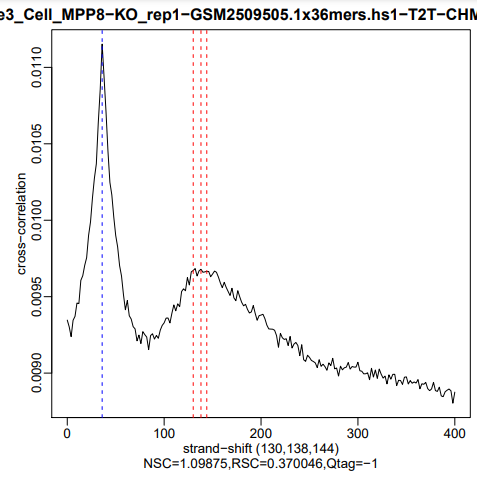 e3_Cell_MPP8−KO_rep1−GSM2509505.1x36mers.hs1−T2T−CHM
0.0110
0.0105
0.0100
0.0095
0.0090
cross−correlation
0 100 200 300 400
strand−shift (130,138,144)
NSC=1.09875,RSC=0.370046,Qtag=−1